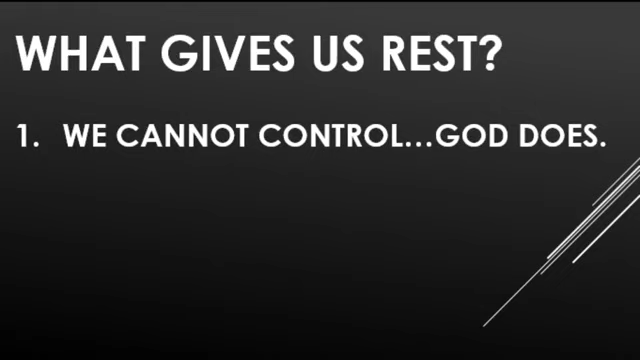 WHAT GIVES US REST?
1. WE CANNOT CONTROL...GOD DOES.